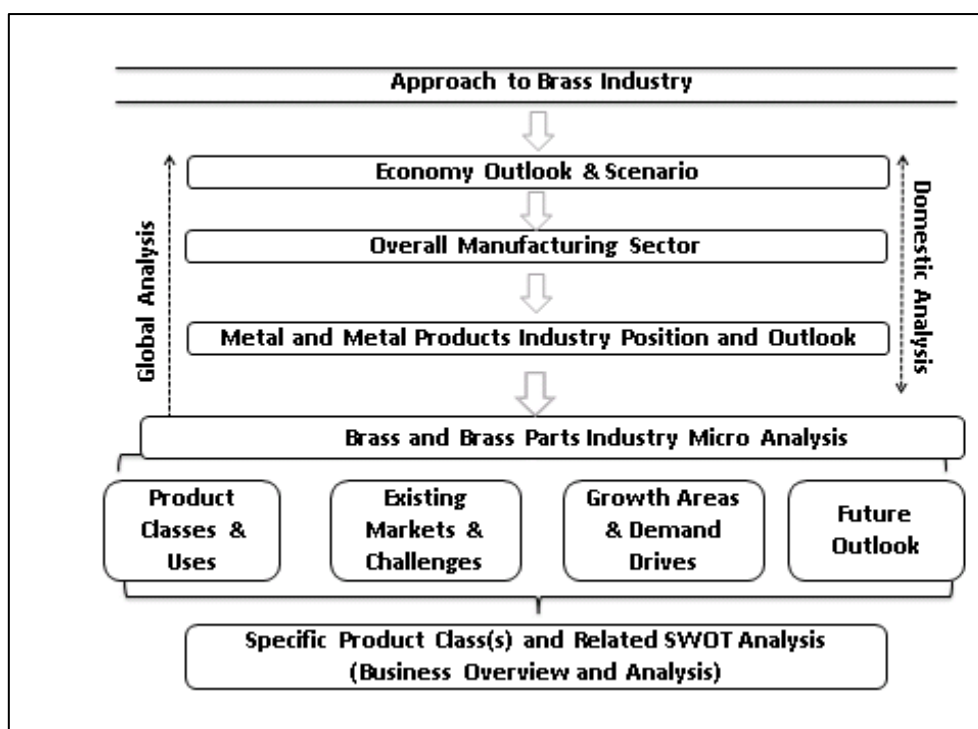 Approach to Brass Industry
Economy Outlook & Scenario
Overall Manufacturing Sector
Metal and Metal Products Industry Position and Outlook
Global Analysis
Domestic Analysis
Brass and Brass Parts Industry Micro Analysis
Product
Classes &
Uses
Existing
Markets &
Challenges
Growth Areas
& Demand
Drives
Future
Outlook
Specific Product Class(s) and Related SWOT Analysis
(Business Overview and Analysis)